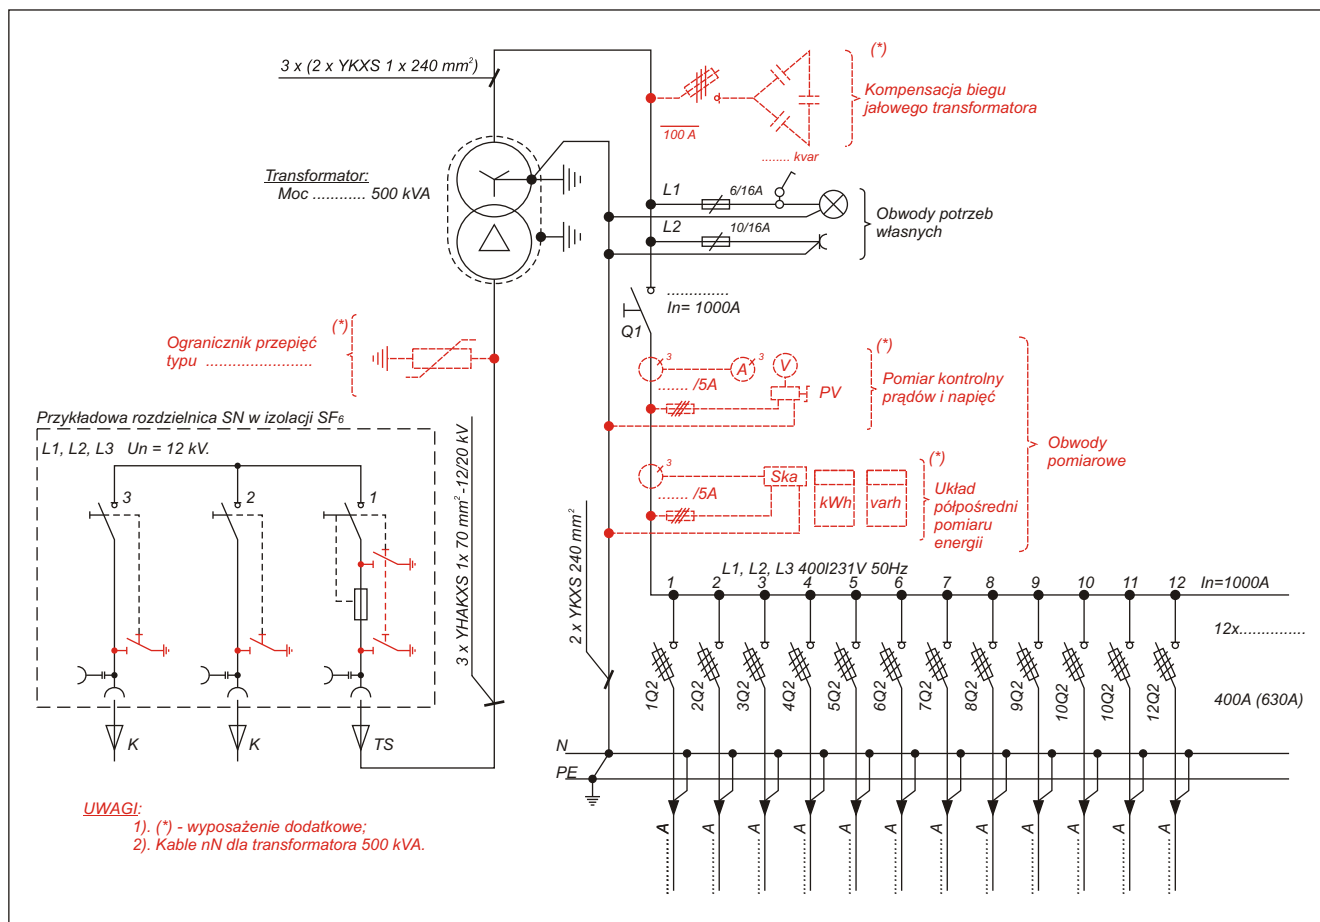 3 x (2 x YKXS 1 x 240 mm²)
(*)
Kompensacja biegu
jałowego transformatora
100 A
........ kvar
Transformator:
Moc ............ 500 kVA
L1
6/16A
L2
10/16A
Obwody potrzeb
własnych
..............
In= 1000A
Q1
(*)
Ogranicznik przepięć
typu ......................
3
A
3
V
....... /5A
PV
(*)
Pomiar kontrolny
prądów i napięć
Obwody
pomiarowe
3
....... /5A
Ska
kWh
varh
(*)
Układ
półpośredni
pomiaru
energii
Przykładowa rozdzielnica SN w izolacji SF6
L1, L2, L3 Un = 12 kV.
3
2
1
K
K
TS
3 x YHAKXS 1x 70 mm² -12/20 kV
2 x YKXS 240 mm²
L1, L2, L3 400I231V 50Hz
1 2 3 4 5 6 7 8 9 10 11 12
In=1000A
12x...............
400A (630A)
1Q2 2Q2 3Q2 4Q2 5Q2 6Q2 7Q2 8Q2 9Q2 10Q2 10Q2 12Q2
N
PE
.............. A .............. A .............. A .............. A .............. A .............. A .............. A .............. A .............. A .............. A .............. A .............. A
UWAGI:
1). (*) - wyposażenie dodatkowe;
2). Kable nN dla transformatora 500 kVA.